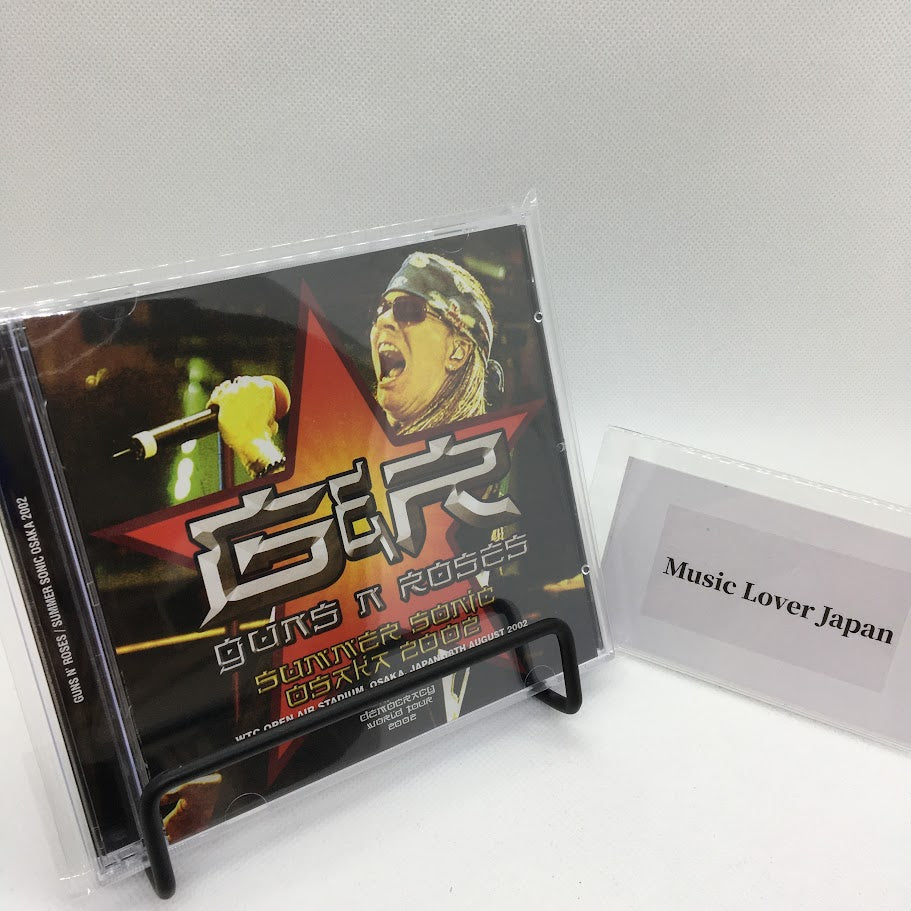 GUNS N' ROSES / SUMMER SONIC OSAKA 2002
G&R
GUNS N ROSES
SUMMER SONIC
OSAKA 2002
WTC OPEN AIR STADIUM, OSAKA, JAPAN 8TH AUGUST 2002
DEMOCRACY
WORLD TOUR
2002
Music Lover Japan